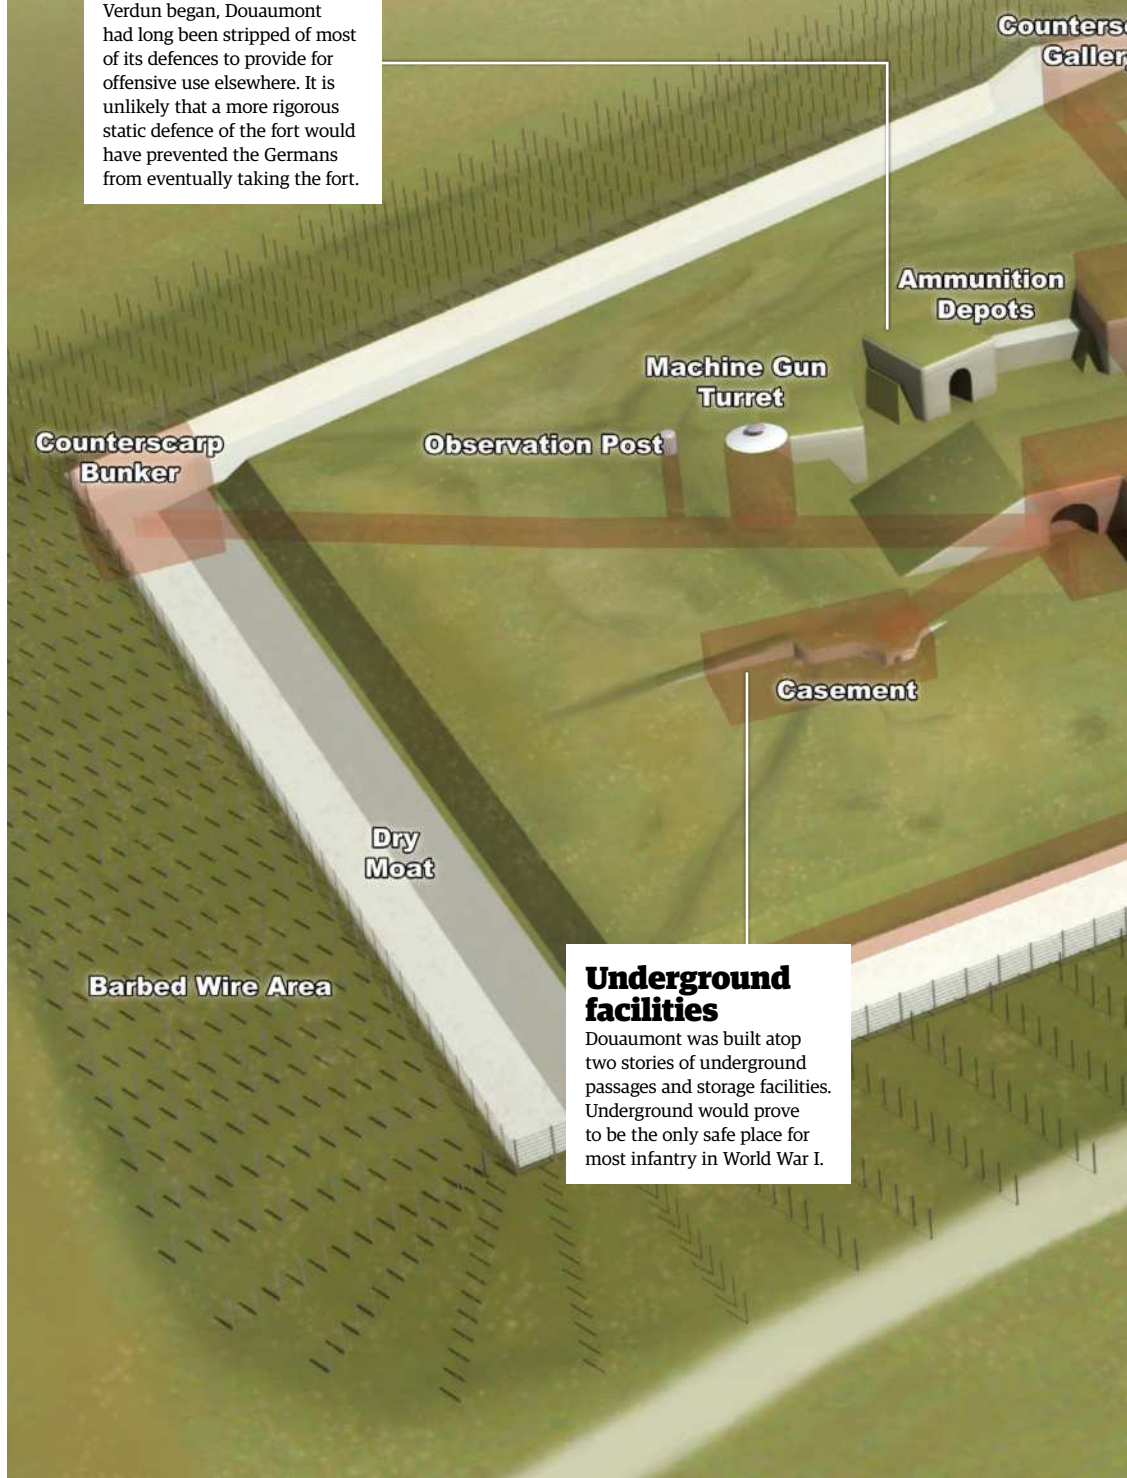 Verdun began, Douaumont
had long been stripped of most
of its defences to provide for
offensive use elsewhere. It is
unlikely that a more rigorous
static defence of the fort would
have prevented the Germans
from eventually taking the fort.
Ammunition
Depots
Machine Gun
Turret
Observation Post
Counterscarp
Bunker
Casement
Dry
Moat
Barbed Wire Area
Underground
facilities
Douaumont was built atop
two stories of underground
passages and storage facilities.
Underground would prove
to be the only safe place for
most infantry in World War I.